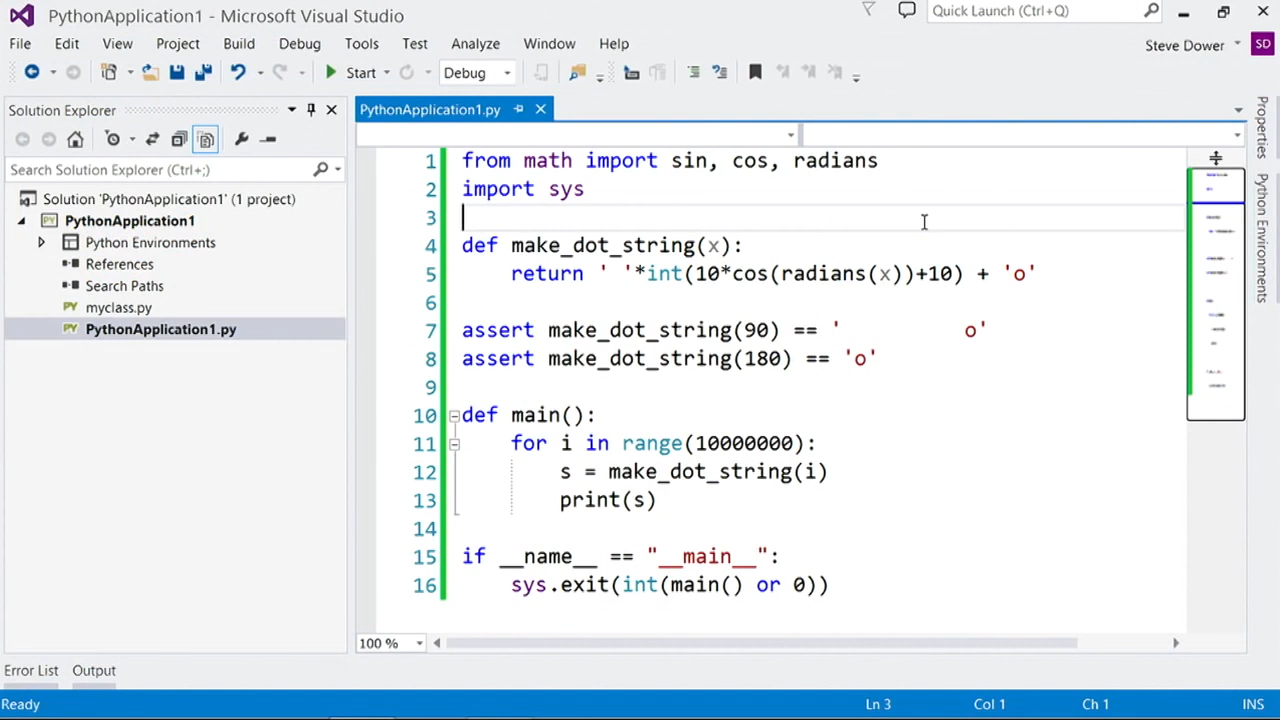 PythonApplication1 - Microsoft Visual Studio
Quick Launch (Ctrl+Q)
File Edit View Project Build Debug Tools Test Analyze Window Help
Steve Dower SD
Start Debug
Solution Explorer
Search Solution Explorer (Ctrl+;)
Solution 'PythonApplication1' (1 project)
PythonApplication1
Python Environments
References
Search Paths
PY myclass.py
PY PythonApplication1.py
PythonApplication1.py
1 from math import sin, cos, radians
2 import sys
3
4 def make_dot_string(x):
5     return ' '*int(10*cos(radians(x))+10) + 'o'
6
7 assert make_dot_string(90) == '          o'
8 assert make_dot_string(180) == 'o'
9
10 def main():
11     for i in range(10000000):
12         s = make_dot_string(i)
13         print(s)
14
15 if __name__ == "__main__":
16     sys.exit(int(main() or 0))
100 %
Properties
Python Environments
Error List Output
Ready Ln 3 Col 1 Ch 1 INS